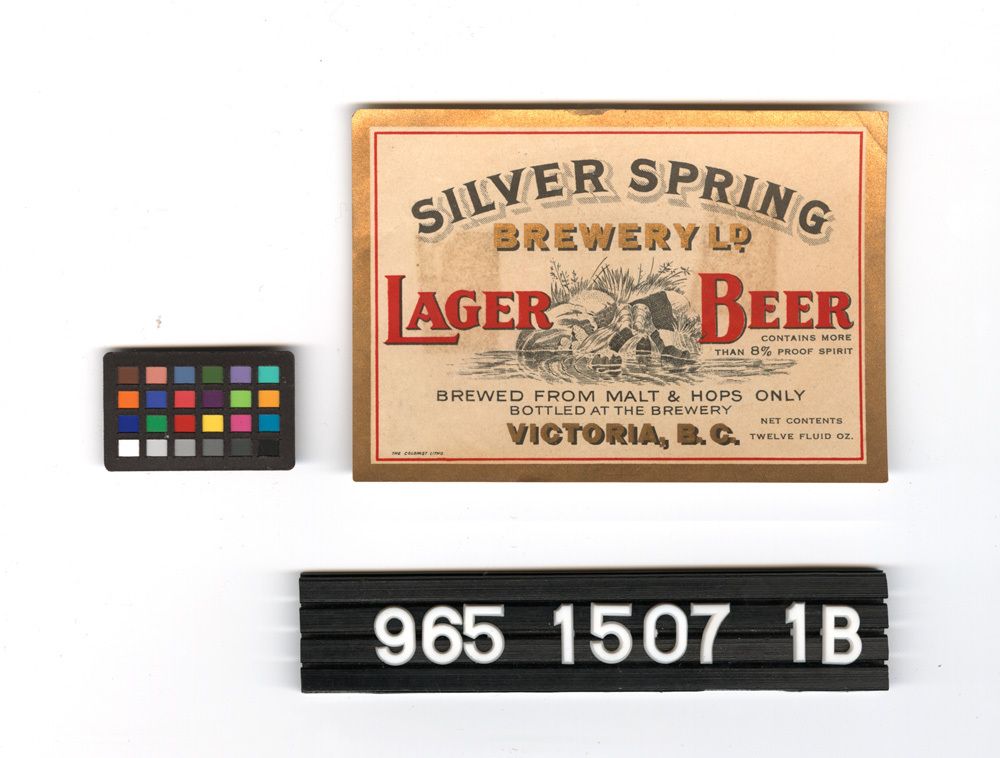 SILVER SPRING
BREWERY LD.
LAGER BEER
CONTAINS MORE
THAN 8% PROOF SPIRIT
BREWED FROM MALT & HOPS ONLY
BOTTLED AT THE BREWERY
VICTORIA, B.C.
NET CONTENTS
TWELVE FLUID OZ.
THE COLONIST LITHO
965 1507 1B